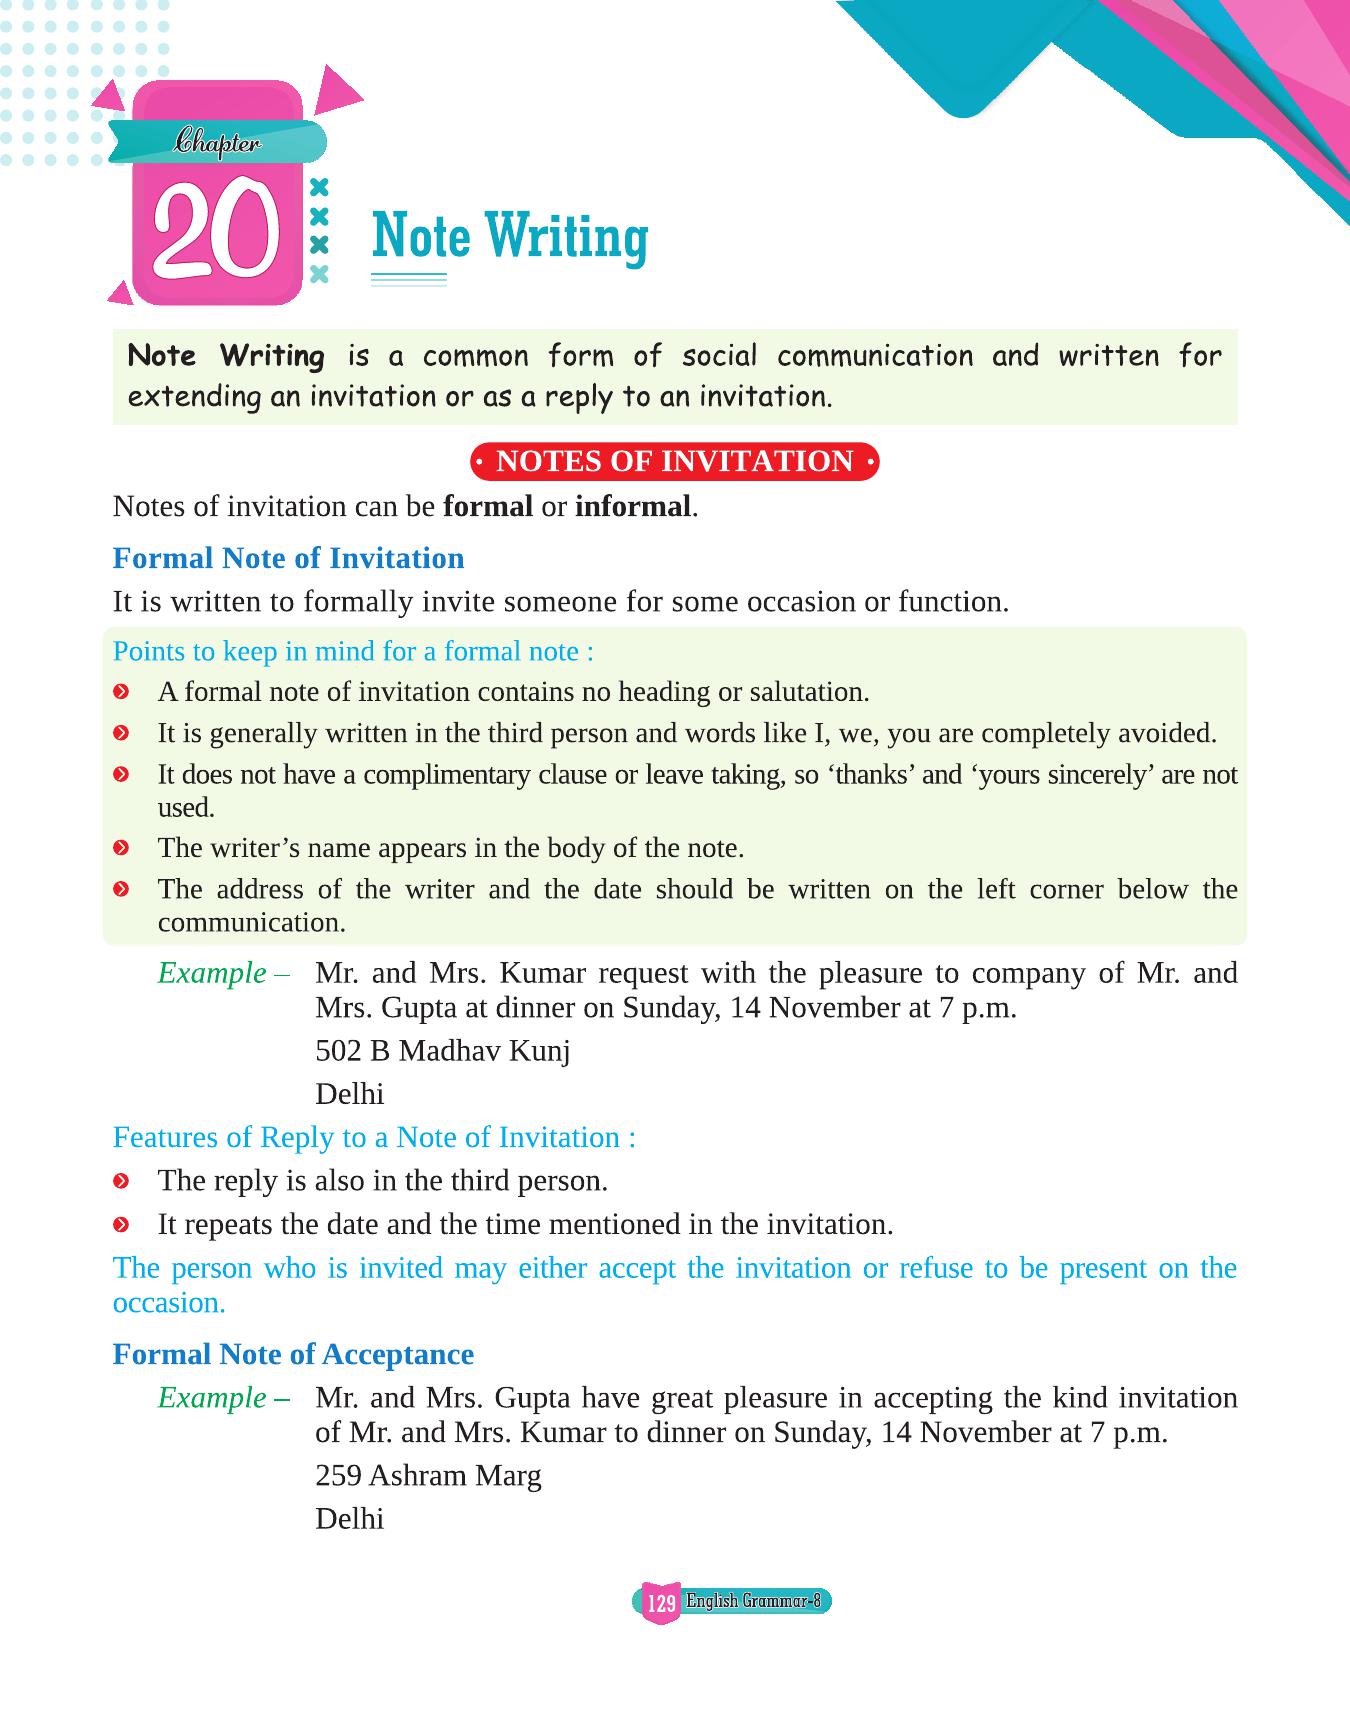 Chapter
20
Note Writing
Note Writing is a common form of social communication and written for
extending an invitation or as a reply to an invitation.
• NOTES OF INVITATION •
Notes of invitation can be formal or informal.
Formal Note of Invitation
It is written to formally invite someone for some occasion or function.
Points to keep in mind for a formal note :
A formal note of invitation contains no heading or salutation.
It is generally written in the third person and words like I, we, you are completely avoided.
It does not have a complimentary clause or leave taking, so ‘thanks’ and ‘yours sincerely’ are not
used.
The writer’s name appears in the body of the note.
The address of the writer and the date should be written on the left corner below the
communication.
Example – Mr. and Mrs. Kumar request with the pleasure to company of Mr. and
Mrs. Gupta at dinner on Sunday, 14 November at 7 p.m.
502 B Madhav Kunj
Delhi
Features of Reply to a Note of Invitation :
The reply is also in the third person.
It repeats the date and the time mentioned in the invitation.
The person who is invited may either accept the invitation or refuse to be present on the
occasion.
Formal Note of Acceptance
Example – Mr. and Mrs. Gupta have great pleasure in accepting the kind invitation
of Mr. and Mrs. Kumar to dinner on Sunday, 14 November at 7 p.m.
259 Ashram Marg
Delhi
129 English Grammar-8